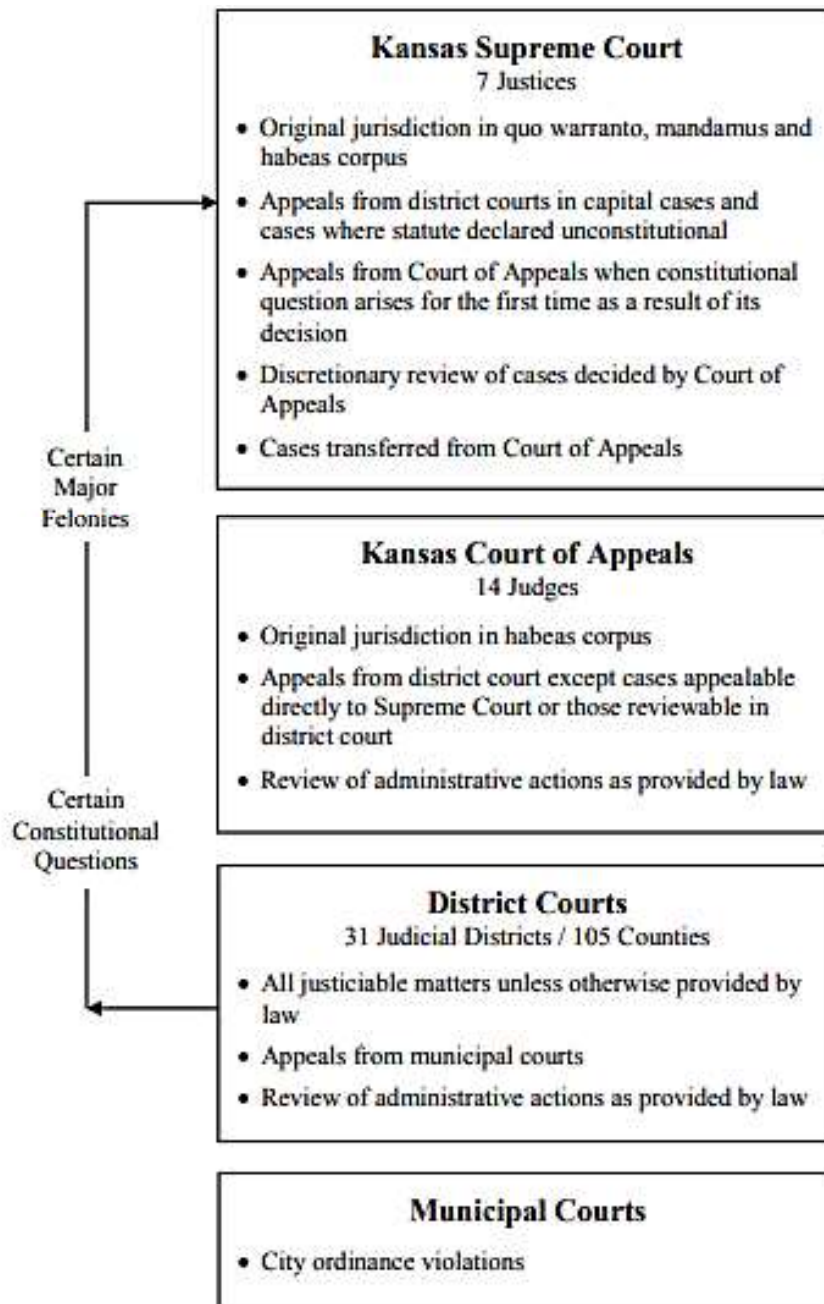 Kansas Supreme Court
7 Justices
• Original jurisdiction in quo warranto, mandamus and
habeas corpus
• Appeals from district courts in capital cases and
cases where statute declared unconstitutional
• Appeals from Court of Appeals when constitutional
question arises for the first time as a result of its
decision
• Discretionary review of cases decided by Court of
Appeals
• Cases transferred from Court of Appeals
Certain
Major
Felonies
Kansas Court of Appeals
14 Judges
• Original jurisdiction in habeas corpus
• Appeals from district court except cases appealable
directly to Supreme Court or those reviewable in
district court
• Review of administrative actions as provided by law
Certain
Constitutional
Questions
District Courts
31 Judicial Districts / 105 Counties
• All justiciable matters unless otherwise provided by
law
• Appeals from municipal courts
• Review of administrative actions as provided by law
Municipal Courts
• City ordinance violations